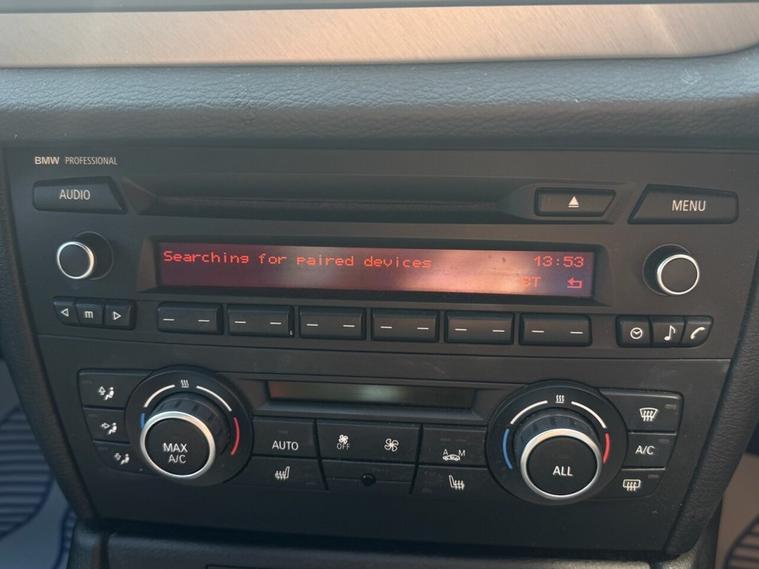 BMW PROFESSIONAL
AUDIO
MENU
Searching for paired devices 13:53
BT
m
MAX
A/C
AUTO
OFF
A M
ALL
A/C